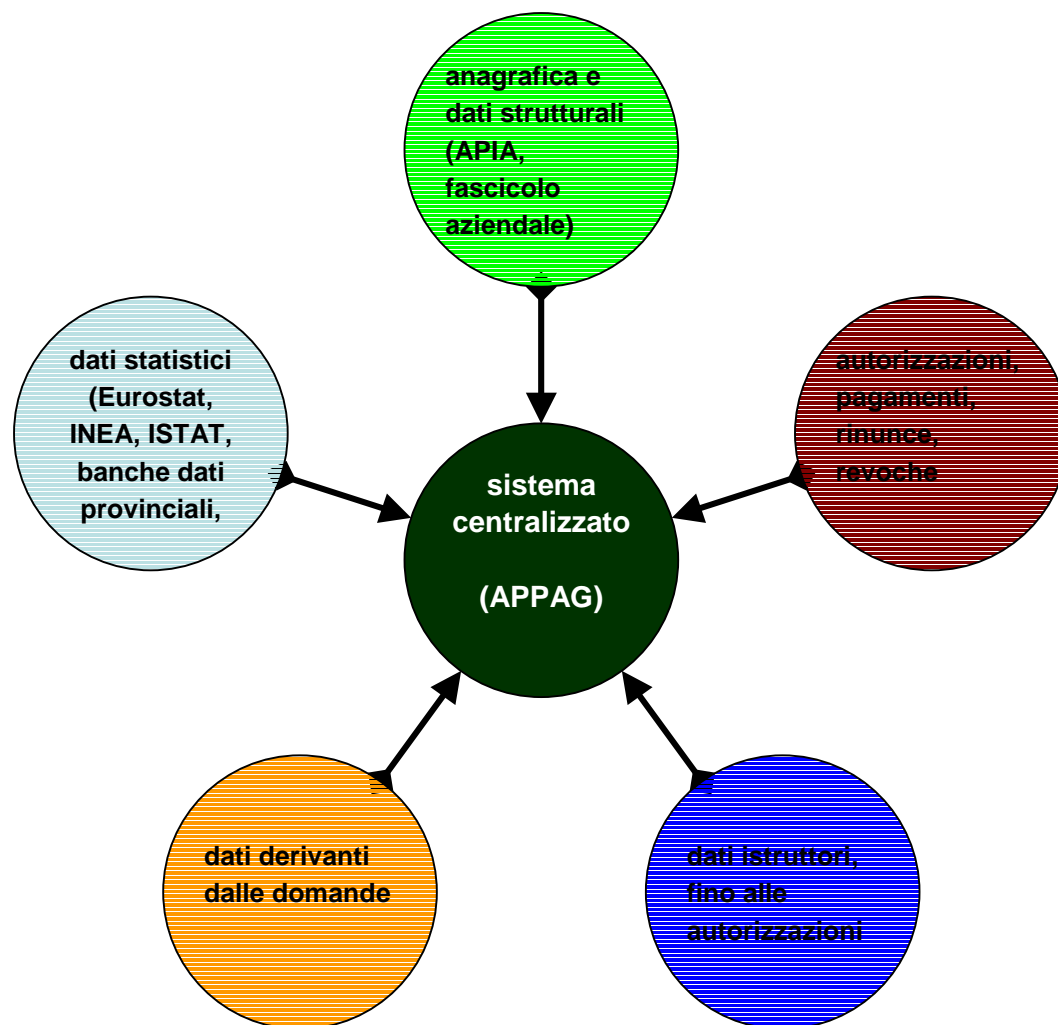 anagrafica e
dati strutturali
(APIA,
fascicolo
aziendale)
dati statistici
(Eurostat,
INEA, ISTAT,
banche dati
provinciali,
autorizzazioni,
pagamenti,
rinunce,
revoche
sistema
centralizzato
(APPAG)
dati derivanti
dalle domande
dati istruttori,
fino alle
autorizzazioni